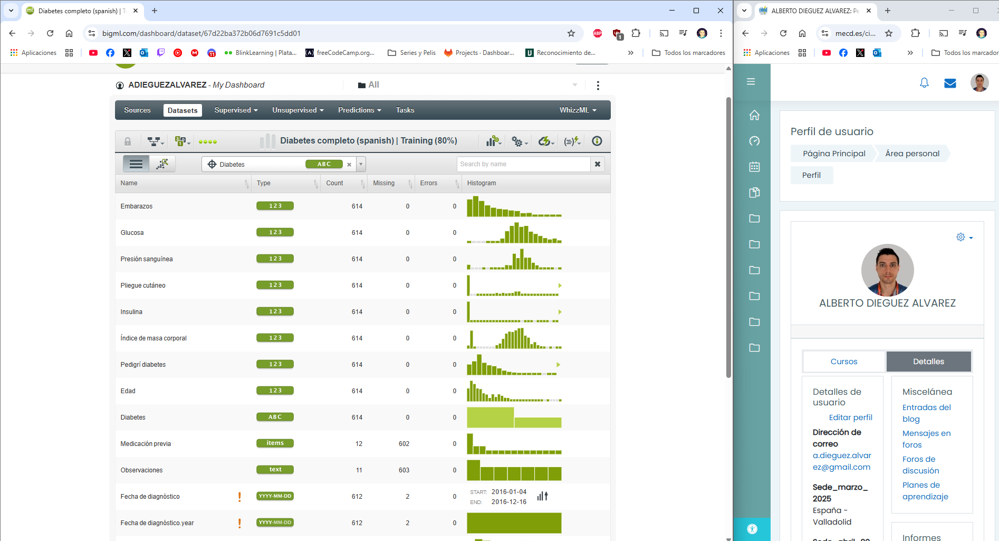 Diabetes completo (spanish) | T
bigml.com/dashboard/dataset/67d22ba372b06d7691c5dd01
ABP
1
Aplicaciones
11
BlinkLearning | Plata...
freeCodeCamp.org...
Series y Pelis
Projects · Dashboar...
Reconocimiento de...
»
Todos los marcadores
ADIEGUEZALVAREZ - My Dashboard
All
Sources
Datasets
Supervised
Unsupervised
Predictions
Tasks
WhizzML
Diabetes completo (spanish) | Training (80%)
Diabetes
ABC
×
Search by name
Name
Type
Count
Missing
Errors
Histogram
Embarazos 123 614 0 0
Glucosa 123 614 0 0
Presión sanguínea 123 614 0 0
Pliegue cutáneo 123 614 0 0
Insulina 123 614 0 0
Índice de masa corporal 123 614 0 0
Pedigrí diabetes 123 614 0 0
Edad 123 614 0 0
Diabetes ABC 614 0 0
Medicación previa items 12 602 0
Observaciones text 11 603 0
Fecha de diagnóstico ! YYYY-MM-DD 612 2 0 START: 2016-01-04
END: 2016-12-16
Fecha de diagnóstico.year ! YYYY-MM-DD 612 2 0
ALBERTO DIEGUEZ ALVAREZ: Pe
mecd.es/ci...
Aplicaciones
»
Todos los marcador
Perfil de usuario
Página Principal
Área personal
Perfil
ALBERTO DIEGUEZ ALVAREZ
Cursos
Detalles
Detalles de
usuario
Editar perfil
Dirección de
correo
a.dieguez.alvar
ez@gmail.com
Sede_marzo_
2025
España -
Valladolid
Miscelánea
Entradas del
blog
Mensajes en
foros
Foros de
discusión
Planes de
aprendizaje
Informes